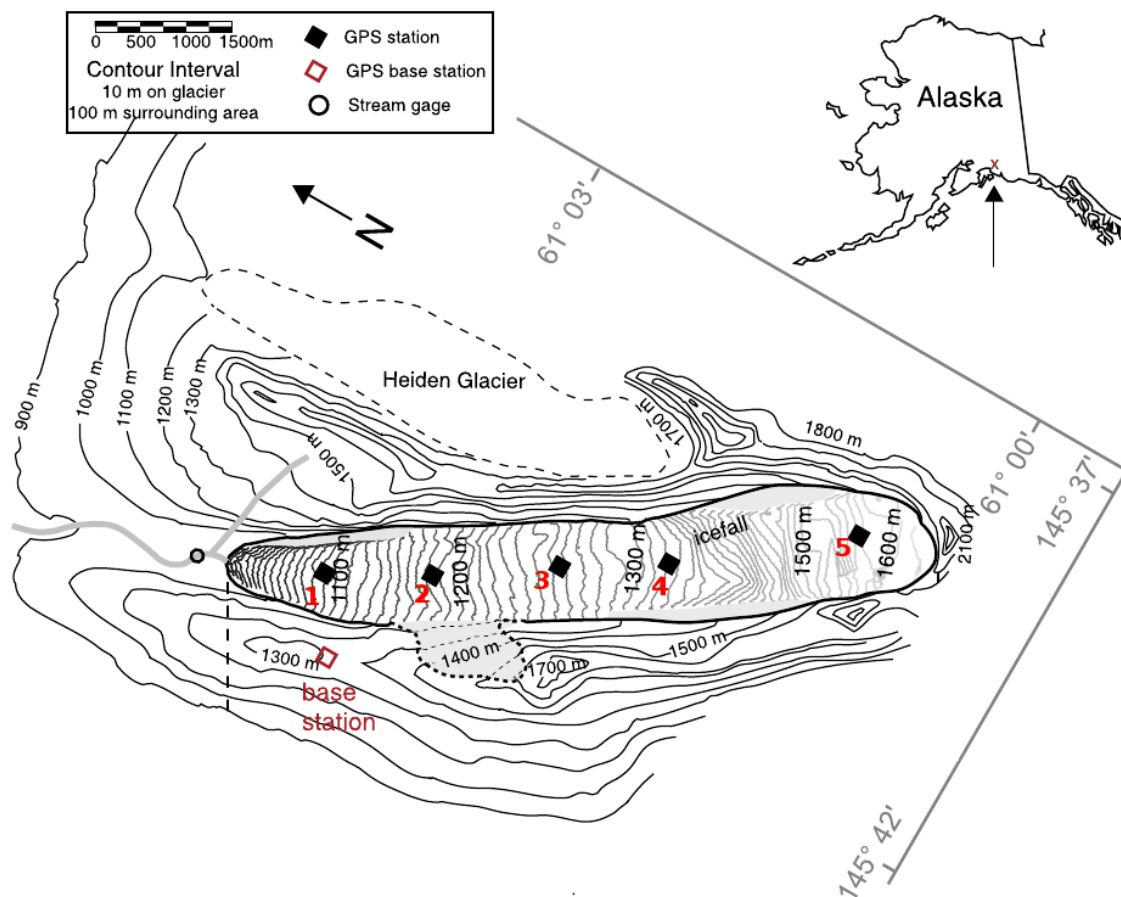 0 500 1000 1500m
Contour Interval
10 m on glacier
100 m surrounding area
GPS station
GPS base station
Stream gage
Alaska
x
N
61° 03'
61° 00'
145° 37'
145° 42'
Heiden Glacier
900 m
1000 m
1100 m
1200 m
1300 m
1500 m
1700 m
1800 m
2100 m
icefall
1100 m
1200 m
1300 m
1500 m
1600 m
1
2
3
4
5
1300 m
1400 m
1500 m
1700 m
base
station